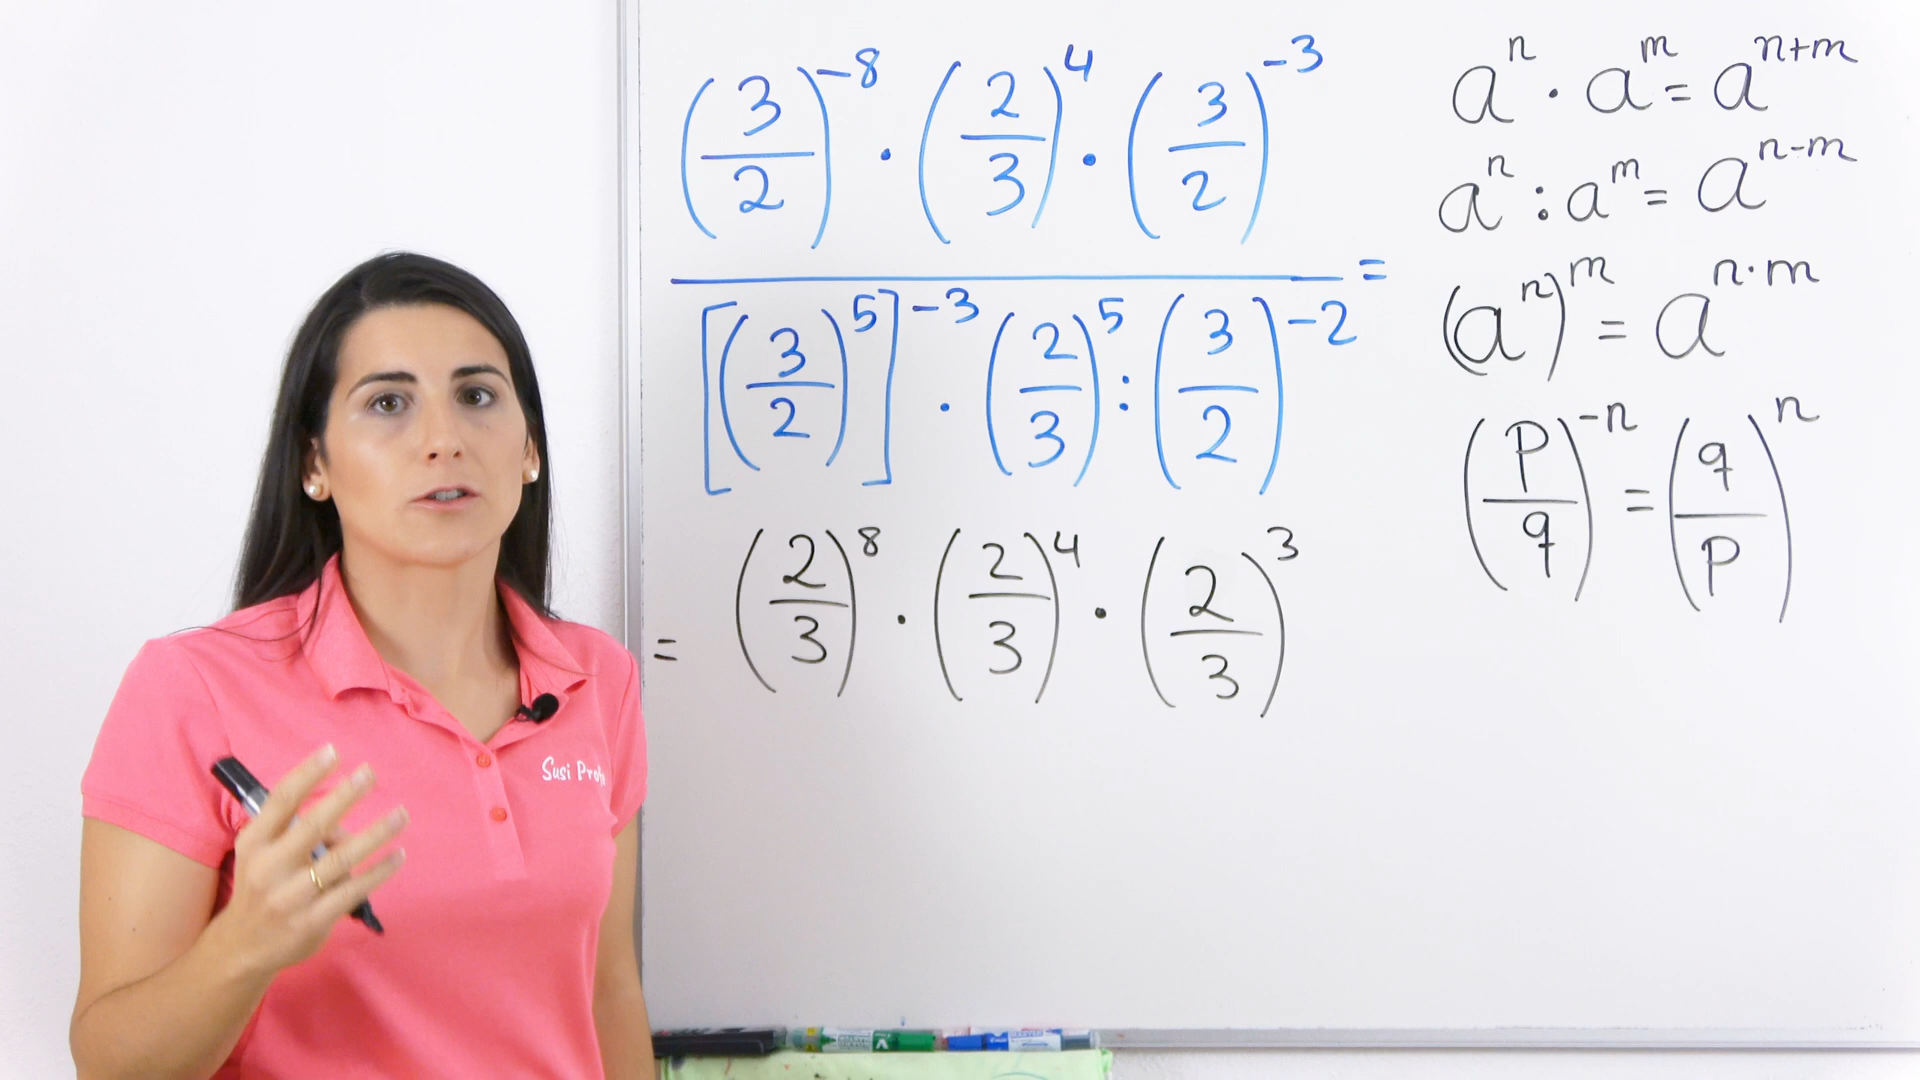 (3/2)^-8 · (2/3)^4 · (3/2)^-3
[(3/2)^5]^-3 · (2/3)^5 : (3/2)^-2 =
= (2/3)^8 · (2/3)^4 · (2/3)^3
a^n · a^m = a^n+m
a^n : a^m = a^n-m
(a^n)^m = a^n·m
(p/q)^-n = (q/p)^n
Susi Profe